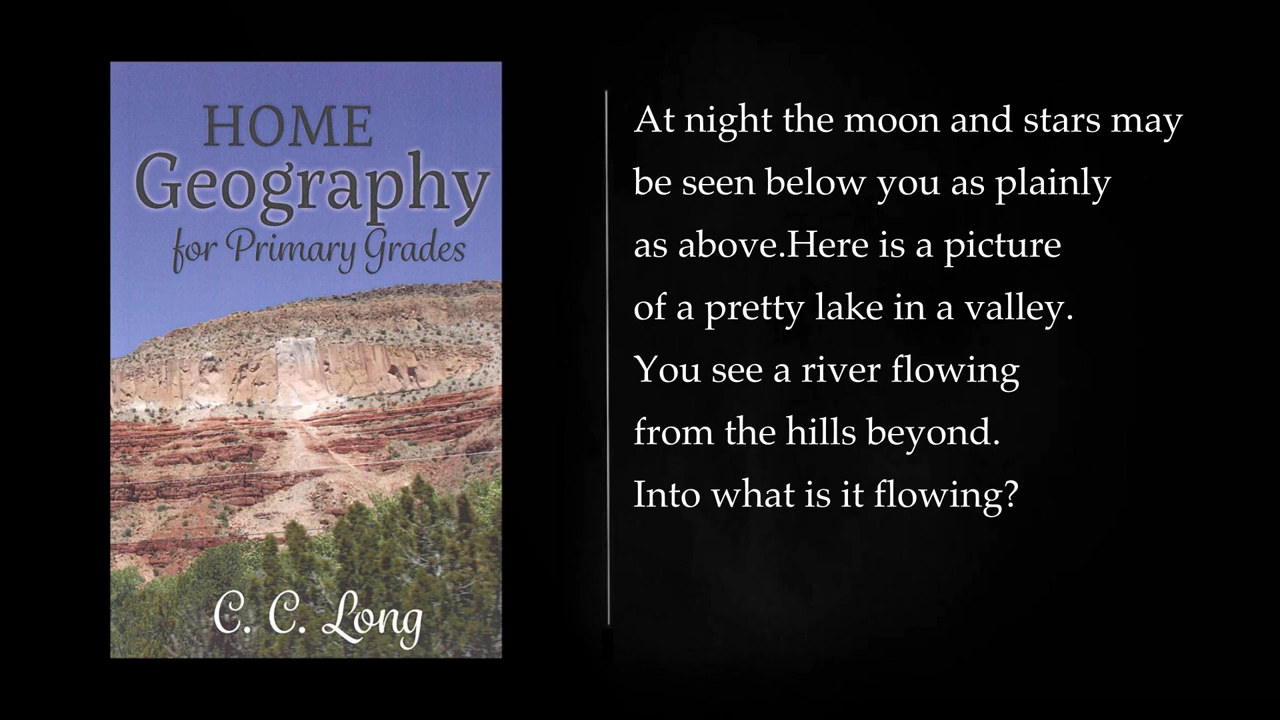 HOME
Geography
for Primary Grades
C. C. Long
At night the moon and stars may
be seen below you as plainly
as above.Here is a picture
of a pretty lake in a valley.
You see a river flowing
from the hills beyond.
Into what is it flowing?